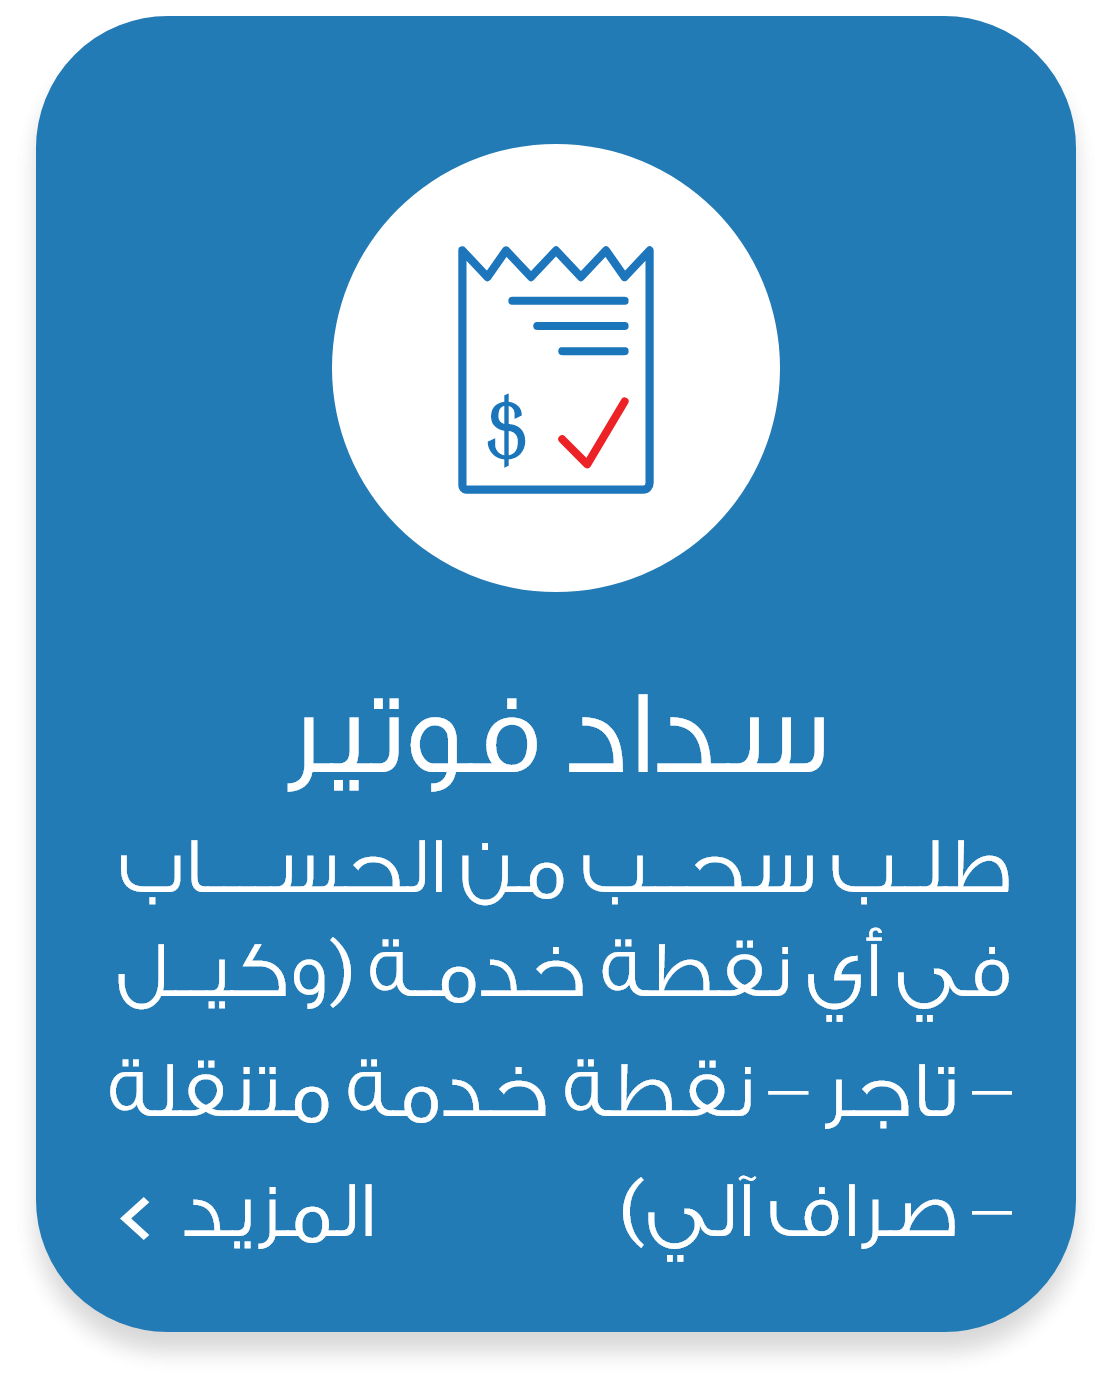 $
سداد فوتير
طلب سحب من الحساب
في أي نقطة خدمة (وكيل
– تاجر – نقطة خدمة متنقلة
– صراف آلي) المزيد >